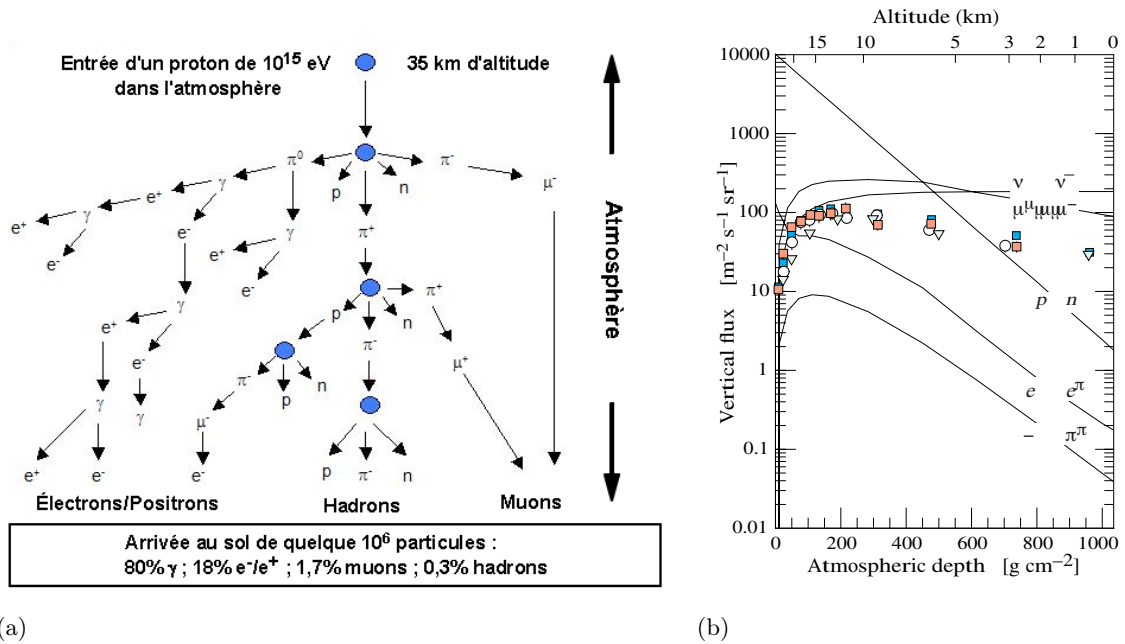 Entrée d'un proton de 10¹⁵ eV
dans l'atmosphère
35 km d'altitude
π⁰
π⁻
γ
p
n
μ⁻
e⁺
γ
e⁺
e⁻
π⁺
e⁻
γ
e⁺
e⁻
γ
π⁺
p
n
e⁺
π⁻
e⁻
μ⁺
π⁻
p
n
γ
γ
μ⁻
e⁺
e⁻
e⁻
p
π⁻
n
Électrons/Positrons
Hadrons
Muons
Atmosphère
Arrivée au sol de quelque 10⁶ particules :
80% γ ; 18% e⁻/e⁺ ; 1,7% muons ; 0,3% hadrons
(a)
Altitude (km)
15 10 5 3 2 1 0
10000
1000
100
10
1
0.1
0.01
Vertical flux [m⁻² s⁻¹ sr⁻¹]
ν ν⁻
μ μ μ μ μ⁻
p n
e e π
– π π
0 200 400 600 800 1000
Atmospheric depth [g cm⁻²]
(b)